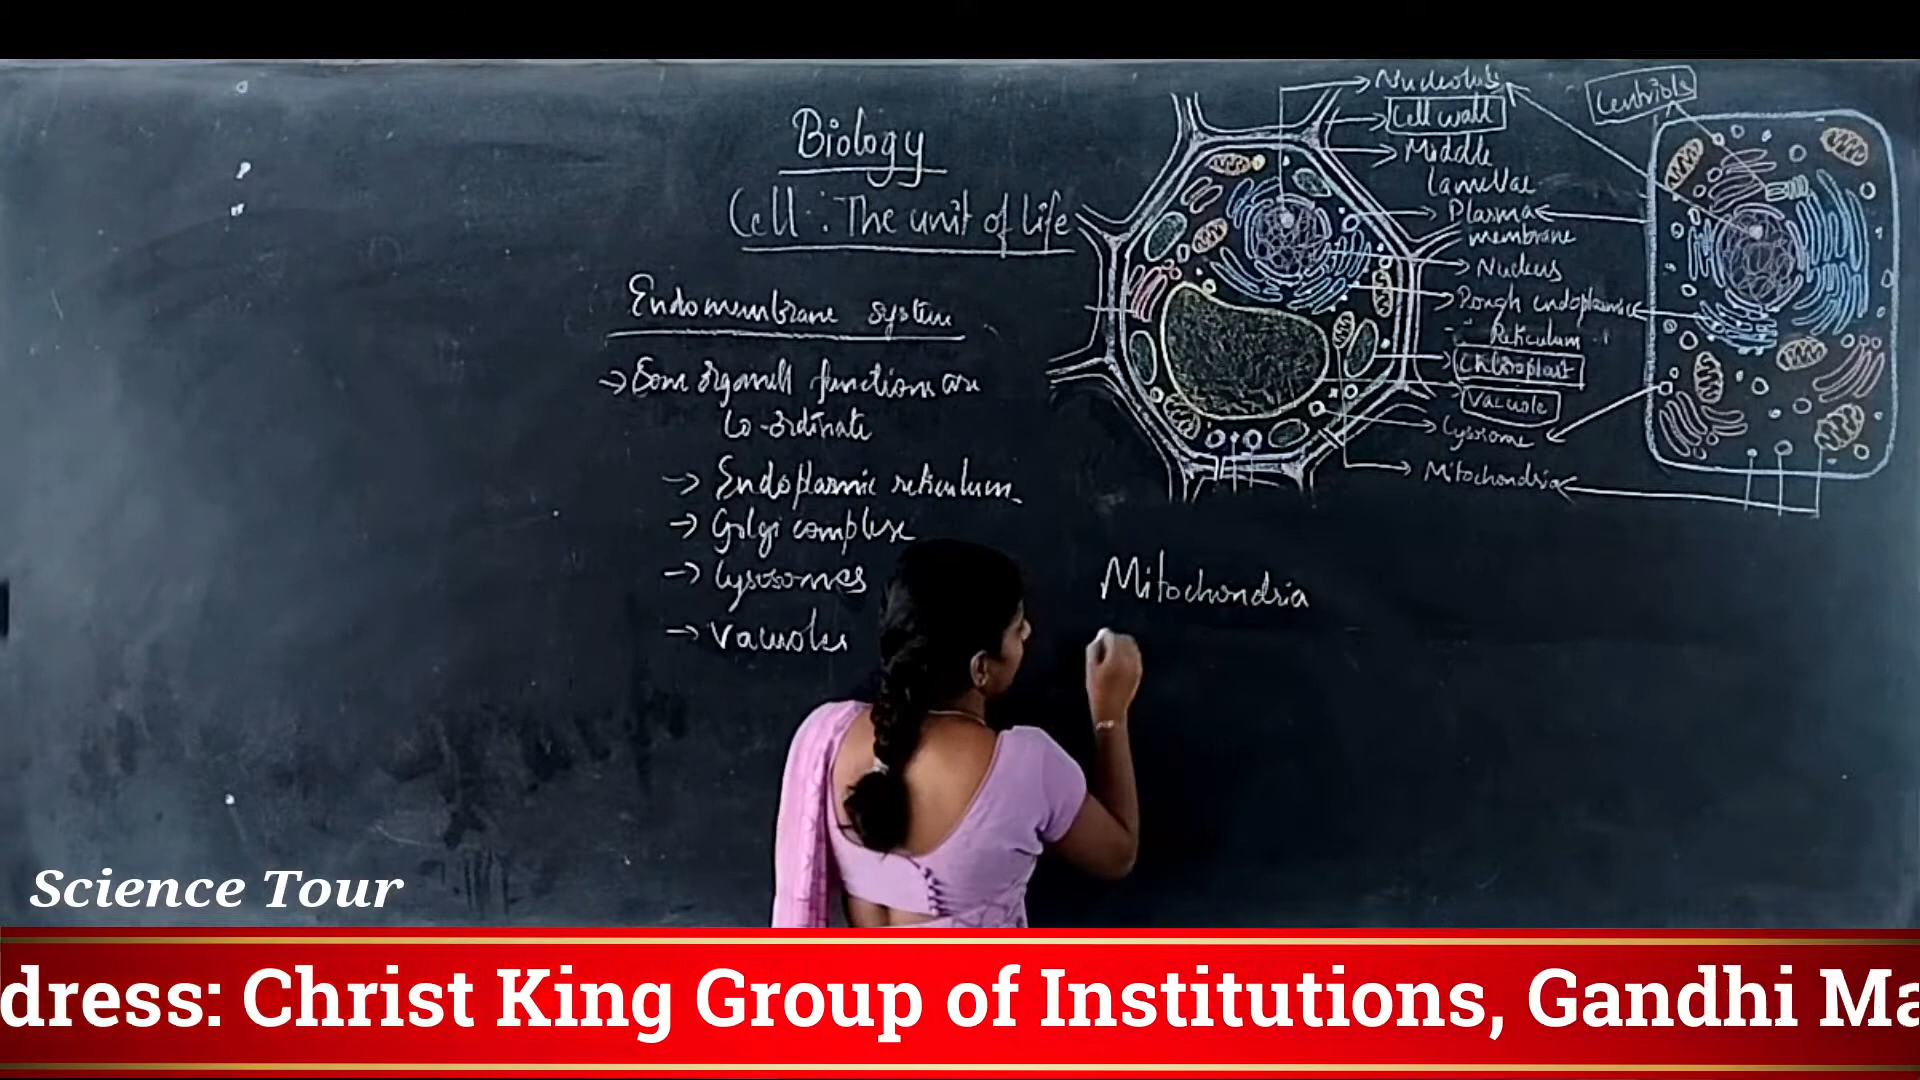 Biology
Cell : The unit of life
Endomembrane system
→ Som organell functions are
Co-ordinate
→ Endoplasmic reticulum
→ Golgi complex
→ Lysosomes
→ Vacuoles
Nucleolus
Cell wall
Middle
lamellae
Plasma
membrane
Nucleus
Rough endoplasmic
Reticulum
Chloroplast
Vacuole
Lysosome
Mitochondria
Centriols
Mitochondria
Science Tour
dress: Christ King Group of Institutions, Gandhi Ma